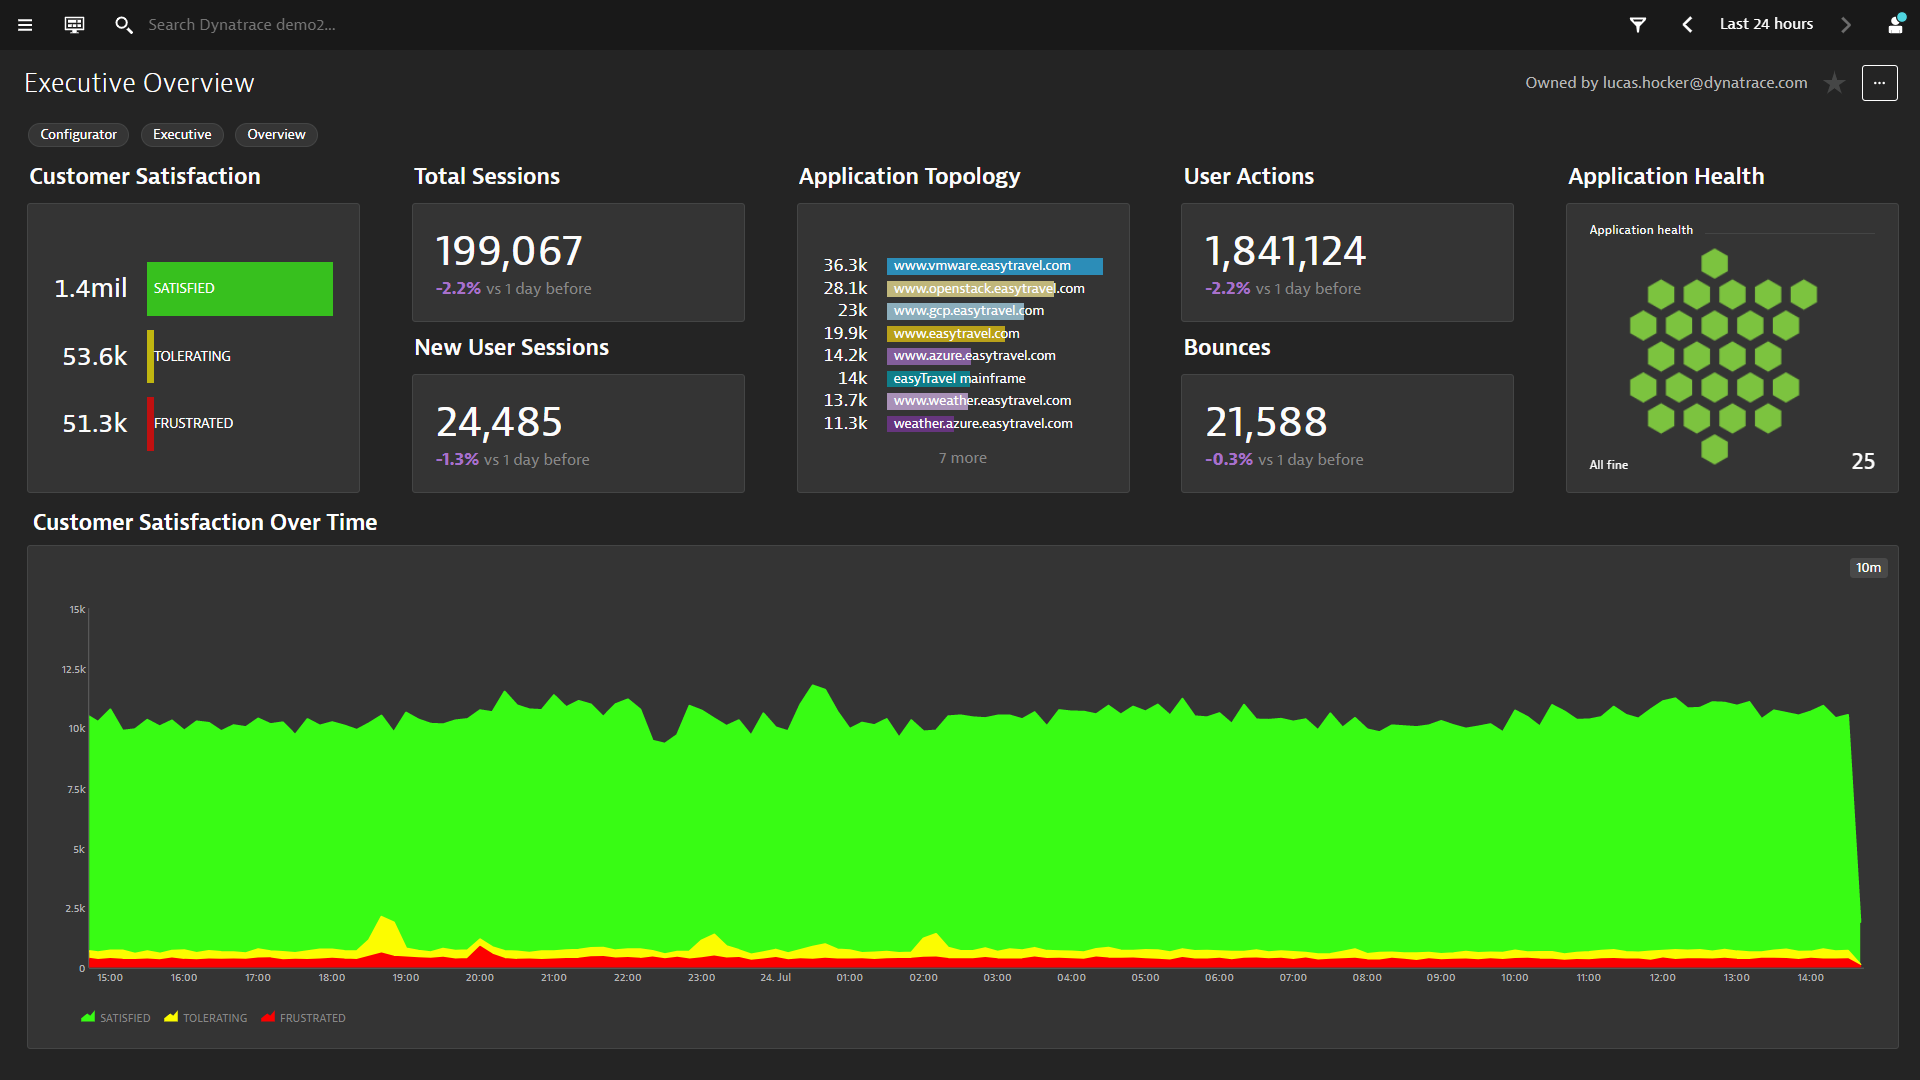 Search Dynatrace demo2...
Last 24 hours
Executive Overview
Owned by lucas.hocker@dynatrace.com
...
Configurator
Executive
Overview
Customer Satisfaction
1.4mil SATISFIED
53.6k TOLERATING
51.3k FRUSTRATED
Total Sessions
199,067
-2.2% vs 1 day before
New User Sessions
24,485
-1.3% vs 1 day before
Application Topology
36.3k www.vmware.easytravel.com
28.1k www.openstack.easytravel.com
23k www.gcp.easytravel.com
19.9k www.easytravel.com
14.2k www.azure.easytravel.com
14k easyTravel mainframe
13.7k www.weather.easytravel.com
11.3k weather.azure.easytravel.com
7 more
User Actions
1,841,124
-2.2% vs 1 day before
Bounces
21,588
-0.3% vs 1 day before
Application Health
Application health
All fine 25
Customer Satisfaction Over Time
10m
15k
12.5k
10k
7.5k
5k
2.5k
0
15:00 16:00 17:00 18:00 19:00 20:00 21:00 22:00 23:00 24. Jul 01:00 02:00 03:00 04:00 05:00 06:00 07:00 08:00 09:00 10:00 11:00 12:00 13:00 14:00
SATISFIED TOLERATING FRUSTRATED